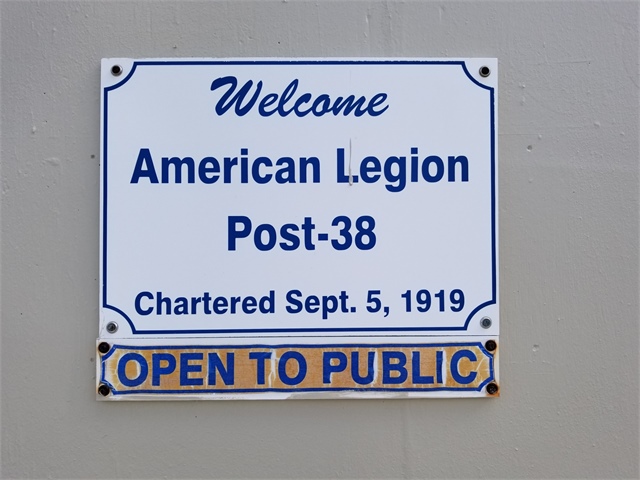 Welcome
American Legion
Post-38
Chartered Sept. 5, 1919
OPEN TO PUBLIC